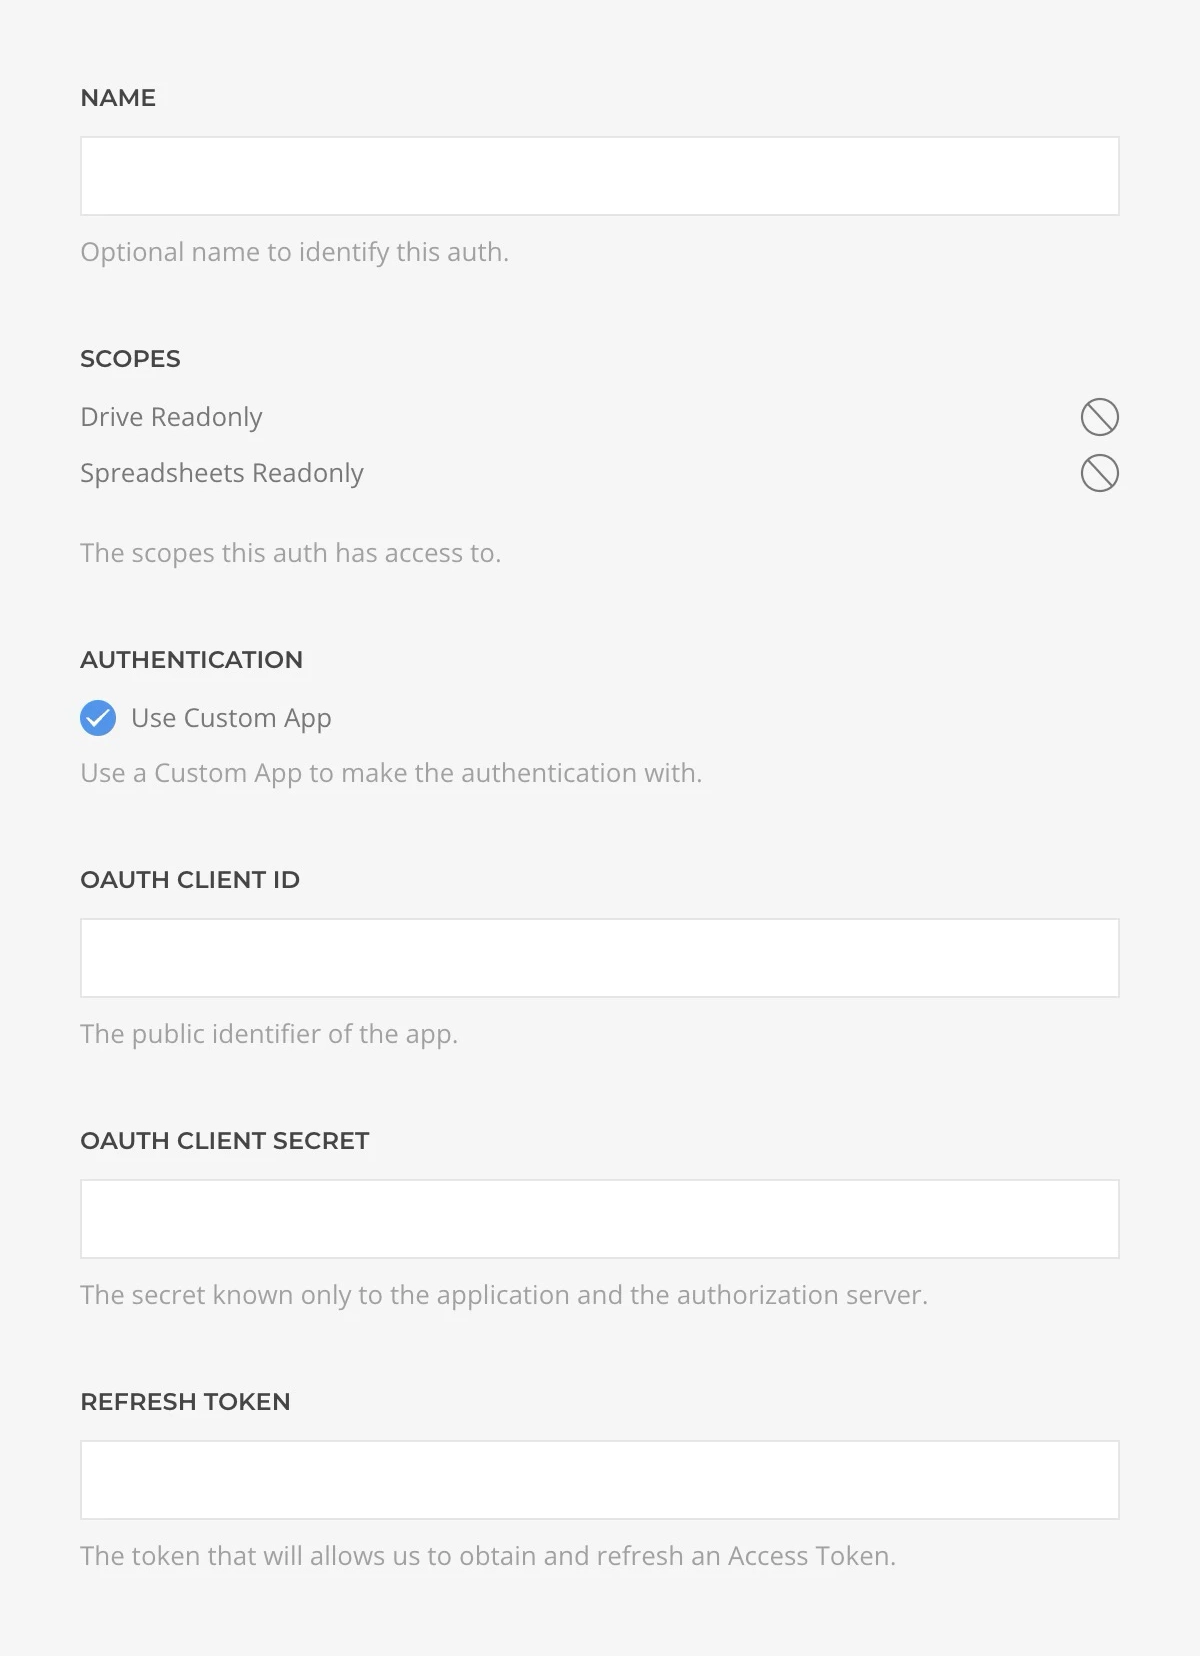 NAME
Optional name to identify this auth.
SCOPES
Drive Readonly
Spreadsheets Readonly
The scopes this auth has access to.
AUTHENTICATION
Use Custom App
Use a Custom App to make the authentication with.
OAUTH CLIENT ID
The public identifier of the app.
OAUTH CLIENT SECRET
The secret known only to the application and the authorization server.
REFRESH TOKEN
The token that will allows us to obtain and refresh an Access Token.